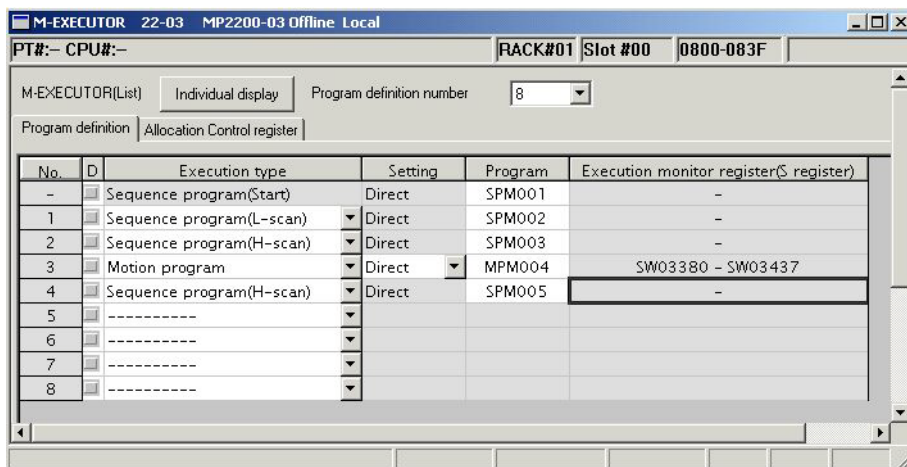 M-EXECUTOR 22-03 MP2200-03 Offline Local
PT#:– CPU#:– RACK#01 Slot #00 0800-083F
M-EXECUTOR(List) Individual display Program definition number 8
Program definition Allocation Control register
No. D Execution type Setting Program Execution monitor register(S register)
– Sequence program(Start) Direct SPM001 –
1 Sequence program(L-scan) Direct SPM002 –
2 Sequence program(H-scan) Direct SPM003 –
3 Motion program Direct MPM004 SW03380 – SW03437
4 Sequence program(H-scan) Direct SPM005 –
5 ----------
6 ----------
7 ----------
8 ----------